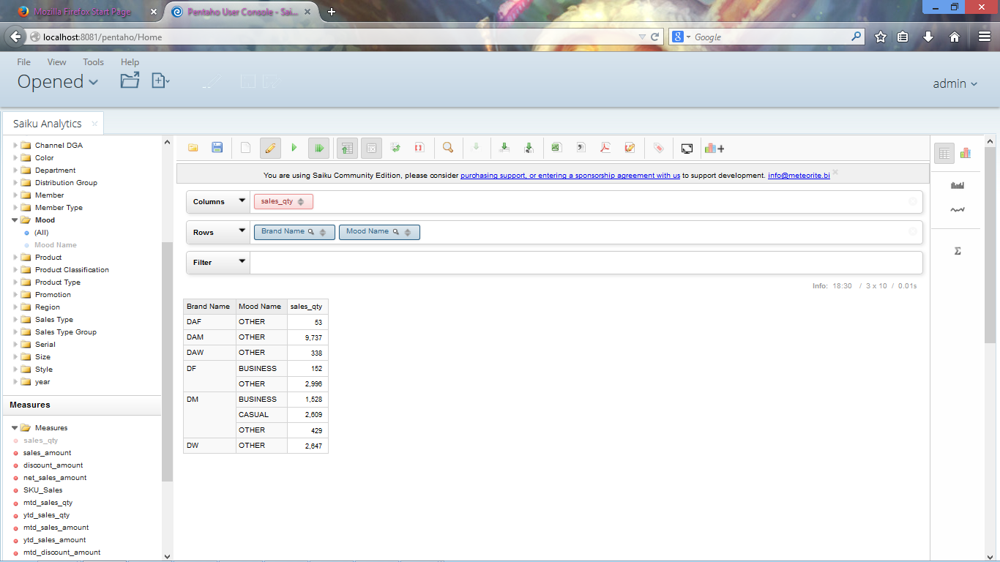 Mozilla Firefox Start Page
Pentaho User Console - Sai...
localhost:8081/pentaho/Home
Google
File View Tools Help
Opened
admin
Saiku Analytics
Channel DGA
Color
Department
Distribution Group
Member
Member Type
Mood
(All)
Mood Name
Product
Product Classification
Product Type
Promotion
Region
Sales Type
Sales Type Group
Serial
Size
Style
year
Measures
Measures
sales_qty
sales_amount
discount_amount
net_sales_amount
SKU_Sales
mtd_sales_qty
ytd_sales_qty
mtd_sales_amount
ytd_sales_amount
mtd_discount_amount
You are using Saiku Community Edition, please consider purchasing support, or entering a sponsorship agreement with us to support development. info@meteorite.bi
Columns sales_qty
Rows Brand Name Mood Name
Filter
Info: 18:30 / 3 x 10 / 0.01s
Brand Name Mood Name sales_qty
DAF OTHER 53
DAM OTHER 9,737
DAW OTHER 338
DF BUSINESS 152
OTHER 2,996
DM BUSINESS 1,528
CASUAL 2,609
OTHER 429
DW OTHER 2,647
Σ